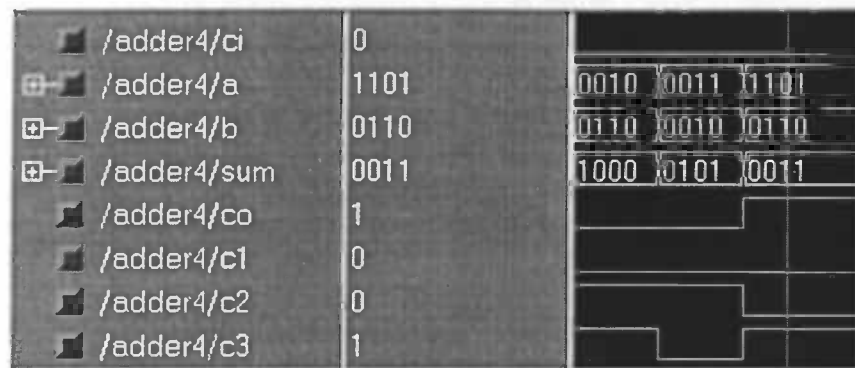 /adder4/ci 0
/adder4/a 1101 0010 0011 1101
/adder4/b 0110 0110 0010 0110
/adder4/sum 0011 1000 0101 0011
/adder4/co 1
/adder4/c1 0
/adder4/c2 0
/adder4/c3 1